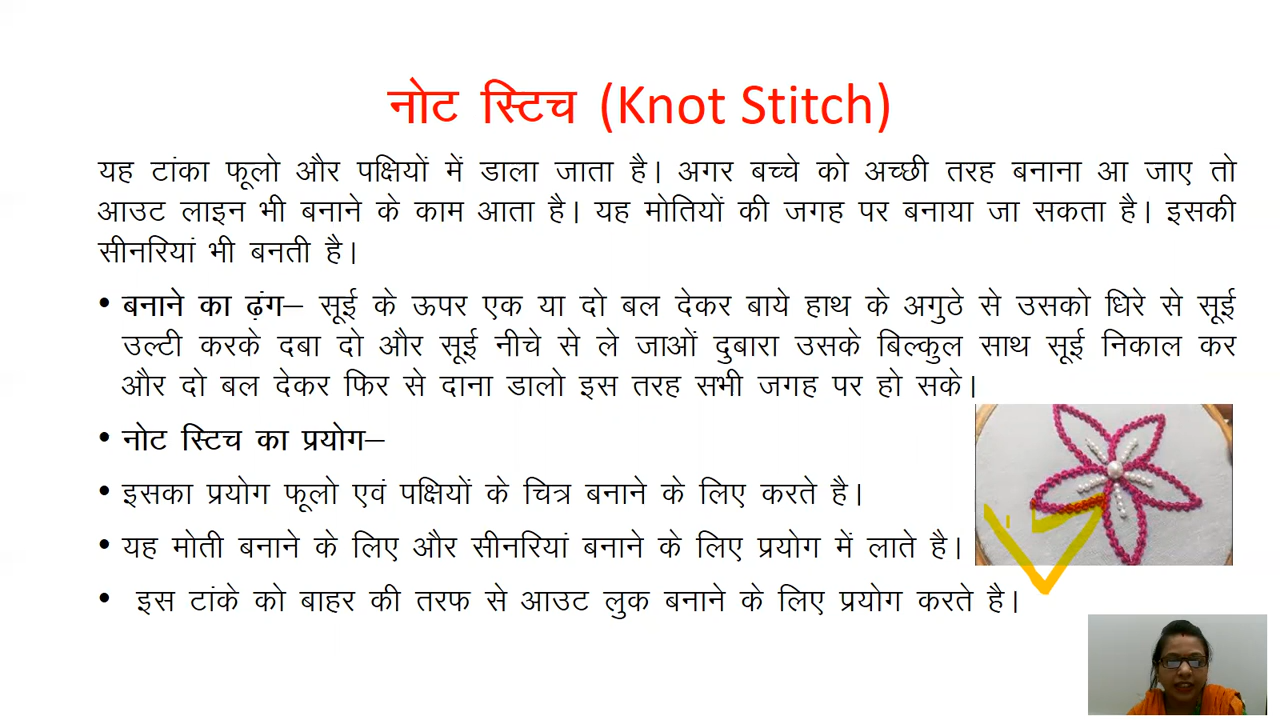 नोट स्टिच (Knot Stitch)
यह टांका फूलो और पक्षियों में डाला जाता है। अगर बच्चे को अच्छी तरह बनाना आ जाए तो
आउट लाइन भी बनाने के काम आता है। यह मोतियों की जगह पर बनाया जा सकता है। इसकी
सीनरियां भी बनती है।
• बनाने का ढ़ंग– सूई के ऊपर एक या दो बल देकर बाये हाथ के अगुठे से उसको धिरे से सूई
उल्टी करके दबा दो और सूई नीचे से ले जाओं दुबारा उसके बिल्कुल साथ सूई निकाल कर
और दो बल देकर फिर से दाना डालो इस तरह सभी जगह पर हो सके।
• नोट स्टिच का प्रयोग–
• इसका प्रयोग फूलो एवं पक्षियों के चित्र बनाने के लिए करते है।
• यह मोती बनाने के लिए और सीनरियां बनाने के लिए प्रयोग में लाते है।
• इस टांके को बाहर की तरफ से आउट लुक बनाने के लिए प्रयोग करते है।